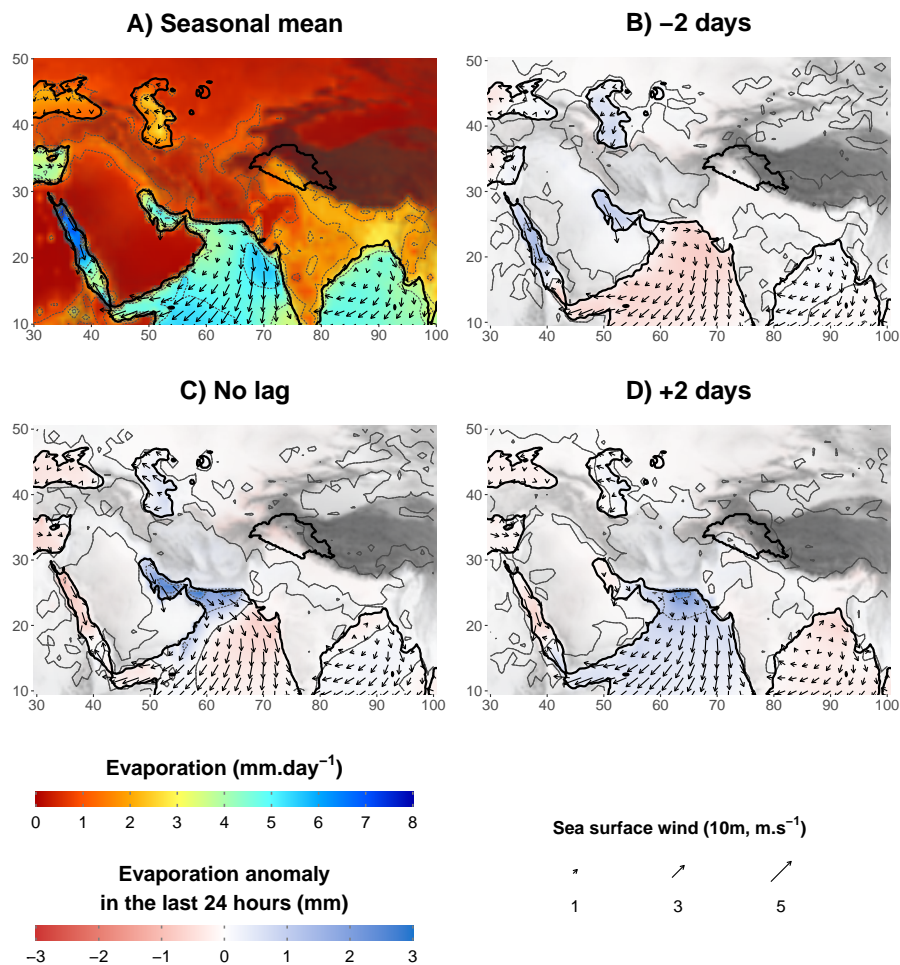 A) Seasonal mean
B) −2 days
50
40
30
20
10
30 40 50 60 70 80 90 100
50
40
30
20
10
30 40 50 60 70 80 90 100
C) No lag
D) +2 days
50
40
30
20
10
30 40 50 60 70 80 90 100
50
40
30
20
10
30 40 50 60 70 80 90 100
Evaporation (mm.day⁻¹)
0 1 2 3 4 5 6 7 8
Evaporation anomaly
in the last 24 hours (mm)
−3 −2 −1 0 1 2 3
Sea surface wind (10m, m.s⁻¹)
1 3 5